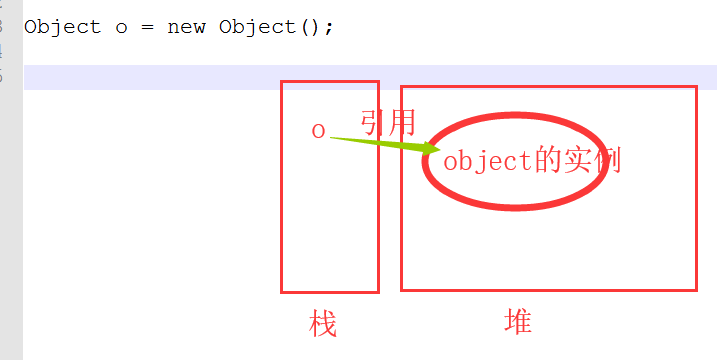 Object o = new Object();
o
引用
object的实例
栈
堆